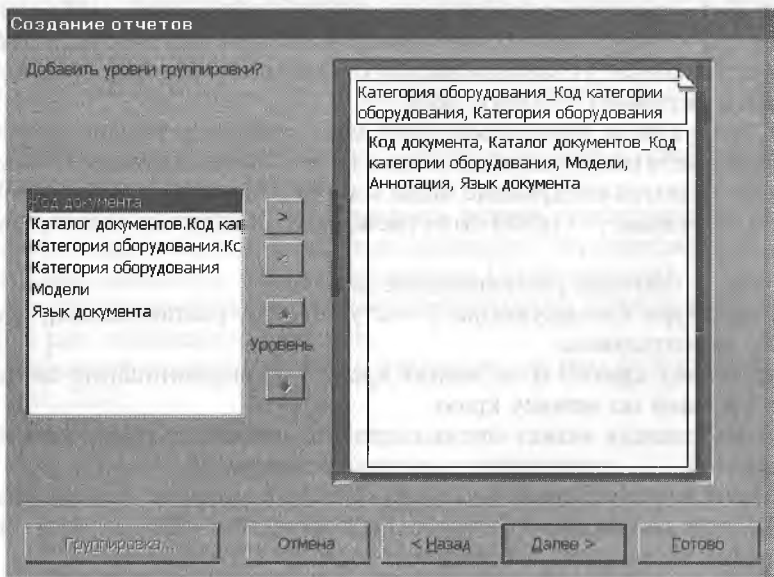 Создание отчетов
Добавить уровни группировки?
Код документа
Каталог документов.Код кат
Категория оборудования.Ко
Категория оборудования
Модели
Язык документа
>
<
Уровень
Категория оборудования_Код категории
оборудования, Категория оборудования
Код документа, Каталог документов_Код
категории оборудования, Модели,
Аннотация, Язык документа
Группировка...
Отмена
< Назад
Далее >
Готово